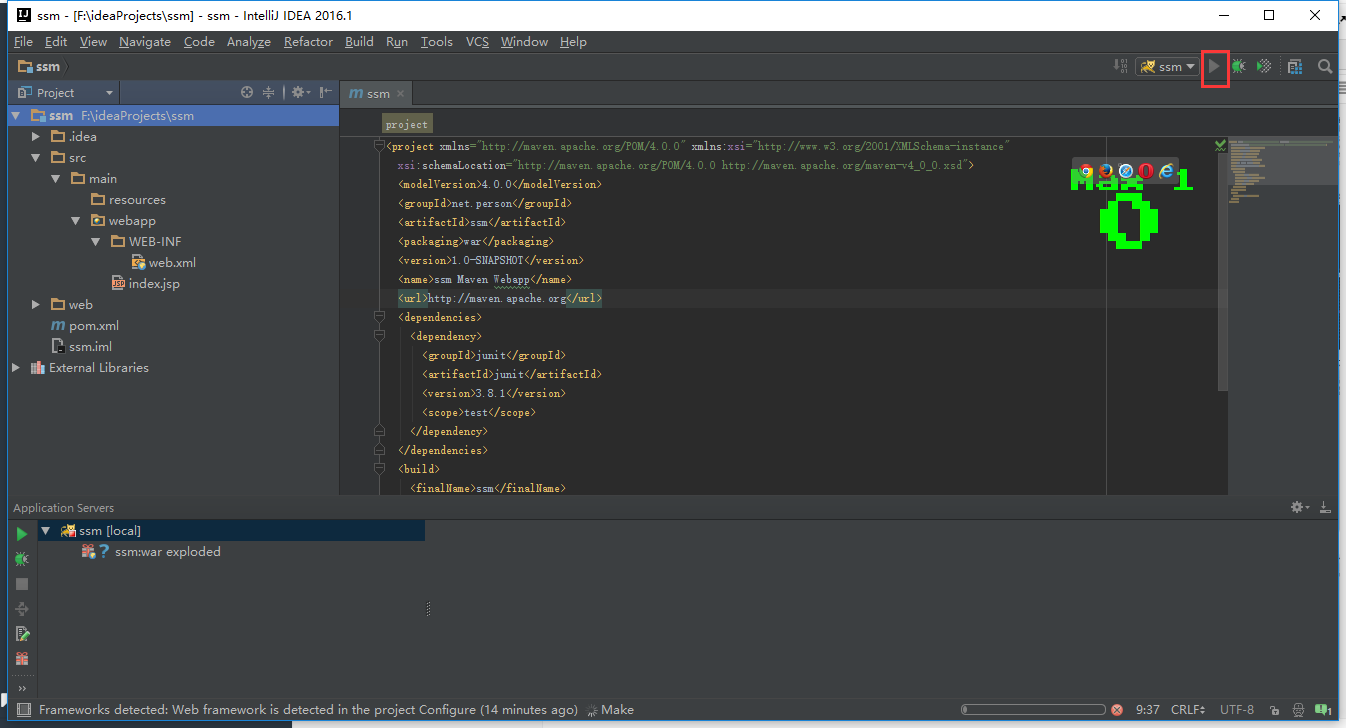 ssm - [F:\ideaProjects\ssm] - ssm - IntelliJ IDEA 2016.1
File Edit View Navigate Code Analyze Refactor Build Run Tools VCS Window Help
ssm
ssm
Project
m ssm
ssm F:\ideaProjects\ssm
.idea
src
main
resources
webapp
WEB-INF
web.xml
index.jsp
web
m pom.xml
ssm.iml
External Libraries
project
<project xmlns="http://maven.apache.org/POM/4.0.0" xmlns:xsi="http://www.w3.org/2001/XMLSchema-instance"
xsi:schemaLocation="http://maven.apache.org/POM/4.0.0 http://maven.apache.org/maven-v4_0_0.xsd">
<modelVersion>4.0.0</modelVersion>
<groupId>net.person</groupId>
<artifactId>ssm</artifactId>
<packaging>war</packaging>
<version>1.0-SNAPSHOT</version>
<name>ssm Maven Webapp</name>
<url>http://maven.apache.org</url>
<dependencies>
<dependency>
<groupId>junit</groupId>
<artifactId>junit</artifactId>
<version>3.8.1</version>
<scope>test</scope>
</dependency>
</dependencies>
<build>
<finalName>ssm</finalName>
Max 1
0
Application Servers
ssm [local]
ssm:war exploded
Frameworks detected: Web framework is detected in the project Configure (14 minutes ago) Make
9:37 CRLF UTF-8 1